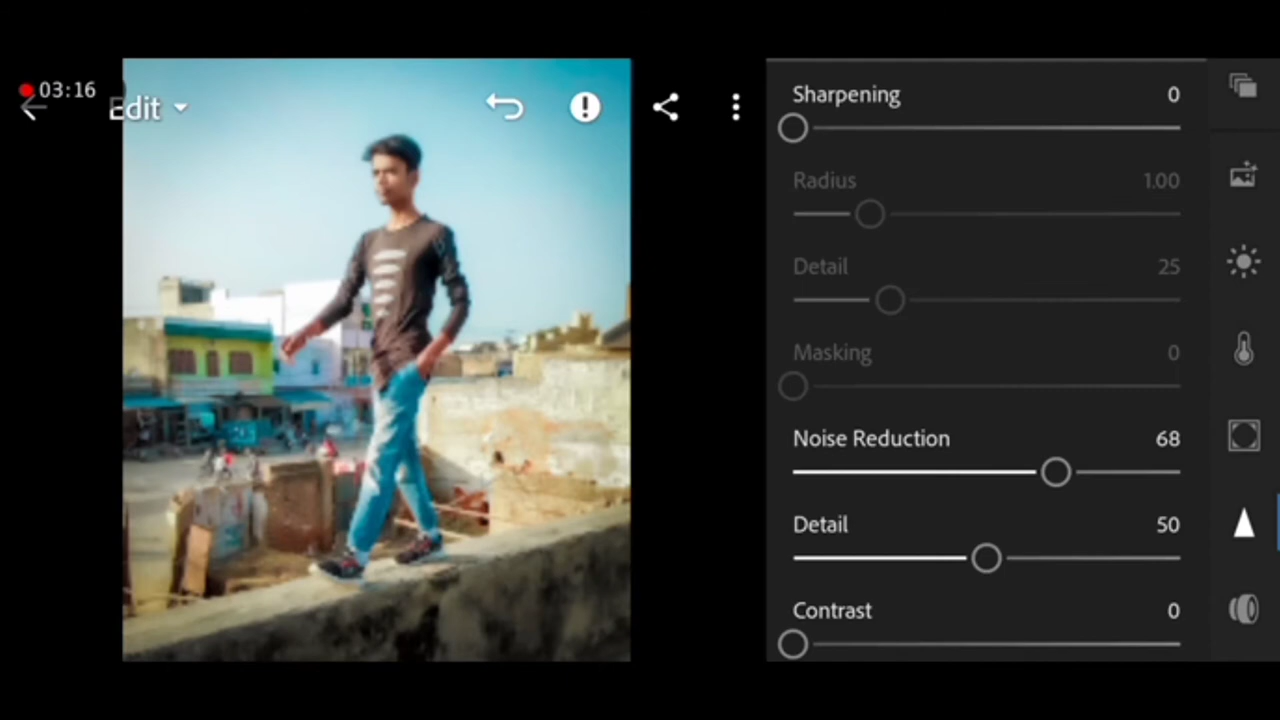 03:16
Edit
Sharpening 0
Radius 1.00
Detail 25
Masking 0
Noise Reduction 68
Detail 50
Contrast 0